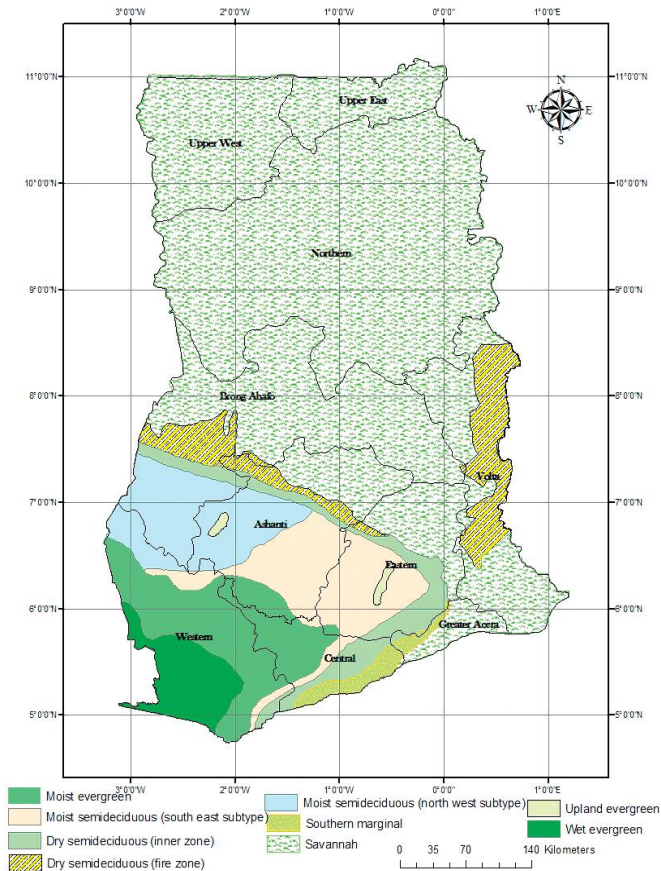 3°0'0"W 2°0'0"W 1°0'0"W 0°0'0" 1°0'0"E
N
W E
S
11°0'0"N 11°0'0"N
Upper East
Upper West
10°0'0"N 10°0'0"N
Northern
9°0'0"N 9°0'0"N
8°0'0"N 8°0'0"N
Brong Ahafo
Volta
7°0'0"N 7°0'0"N
Ashanti
Eastern
6°0'0"N 6°0'0"N
Greater Accra
Western
Central
5°0'0"N 5°0'0"N
3°0'0"W 2°0'0"W 1°0'0"W 0°0'0" 1°0'0"E
Moist evergreen
Moist semideciduous (south east subtype)
Dry semideciduous (inner zone)
Dry semideciduous (fire zone)
Moist semideciduous (north west subtype)
Southern marginal
Savannah
Upland evergreen
Wet evergreen
0 35 70 140 Kilometers